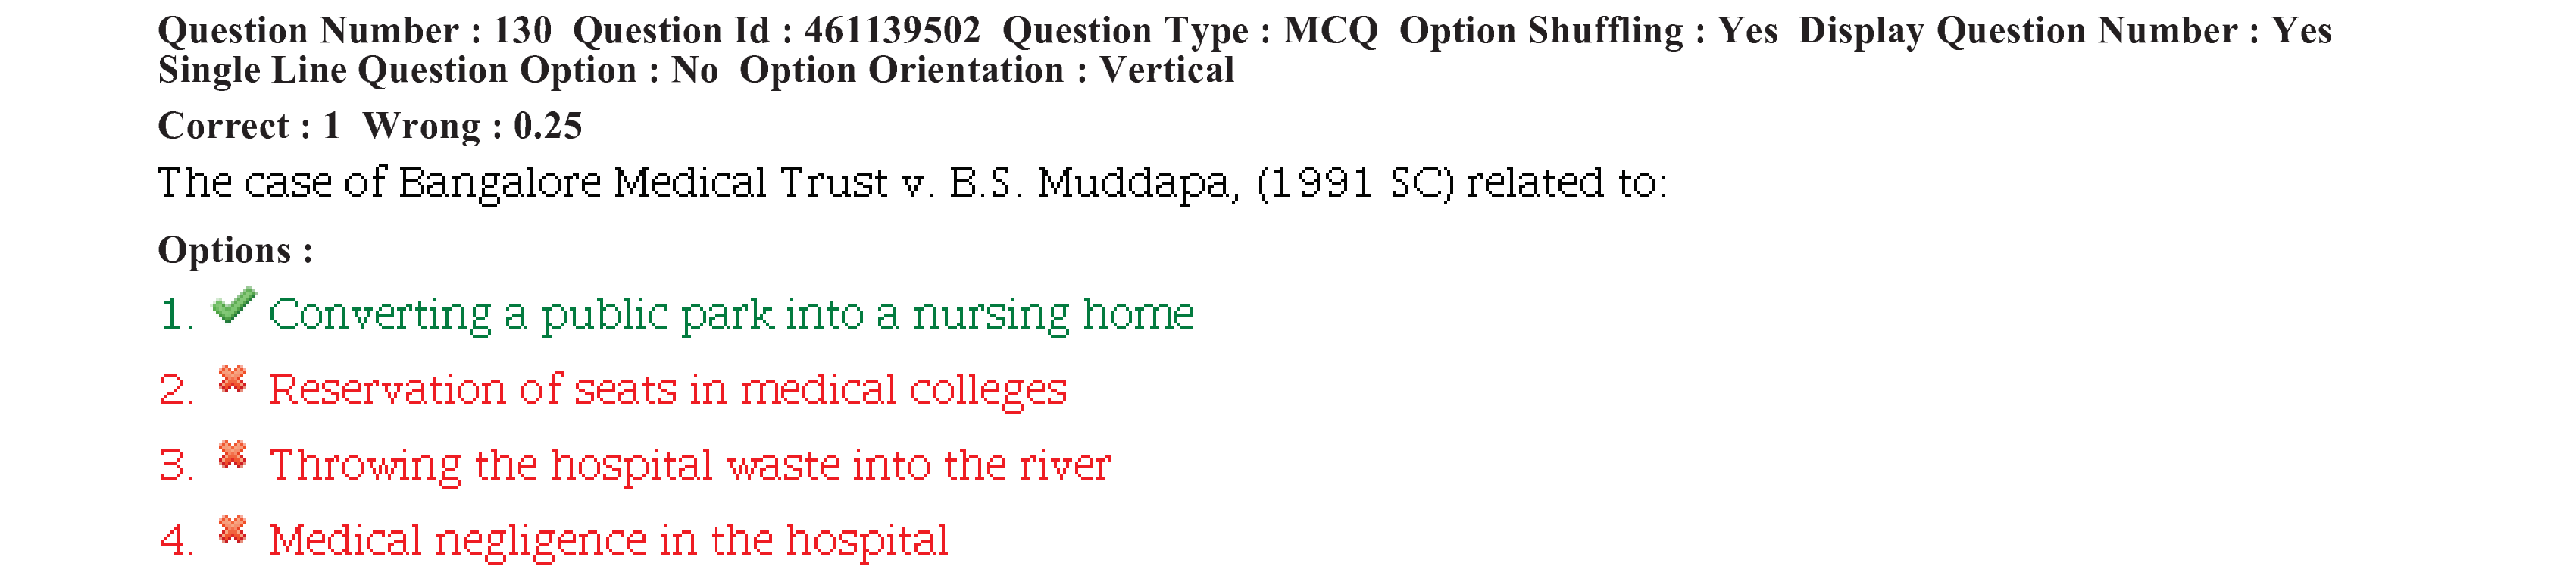 Question Number : 130 Question Id : 461139502 Question Type : MCQ Option Shuffling : Yes Display Question Number : Yes
Single Line Question Option : No Option Orientation : Vertical
Correct : 1 Wrong : 0.25
The case of Bangalore Medical Trust v. B.S. Muddapa, (1991 SC) related to:
Options :
1. Converting a public park into a nursing home
2. Reservation of seats in medical colleges
3. Throwing the hospital waste into the river
4. Medical negligence in the hospital